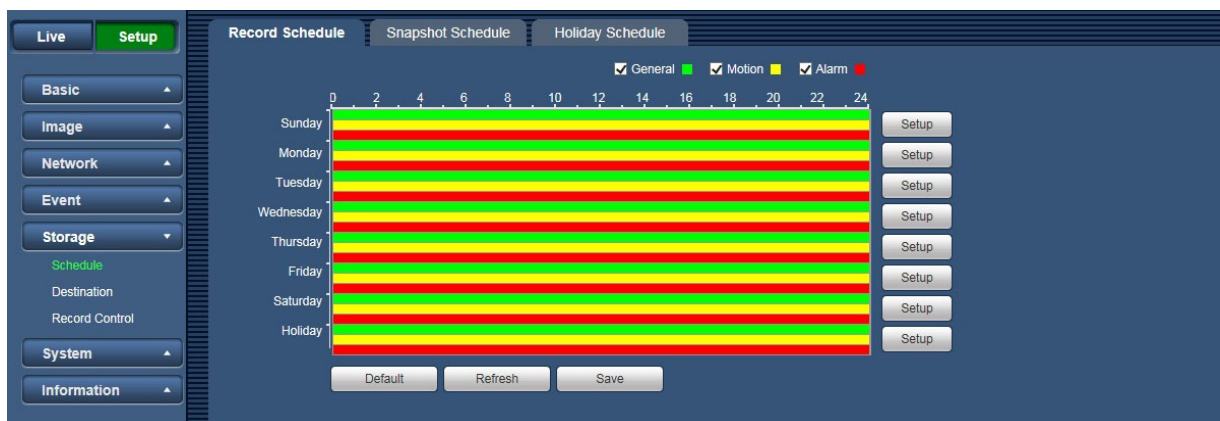 Live Setup
Basic
Image
Network
Event
Storage
Schedule
Destination
Record Control
System
Information
Record Schedule Snapshot Schedule Holiday Schedule
General Motion Alarm
0 2 4 6 8 10 12 14 16 18 20 22 24
Sunday Setup
Monday Setup
Tuesday Setup
Wednesday Setup
Thursday Setup
Friday Setup
Saturday Setup
Holiday Setup
Default Refresh Save